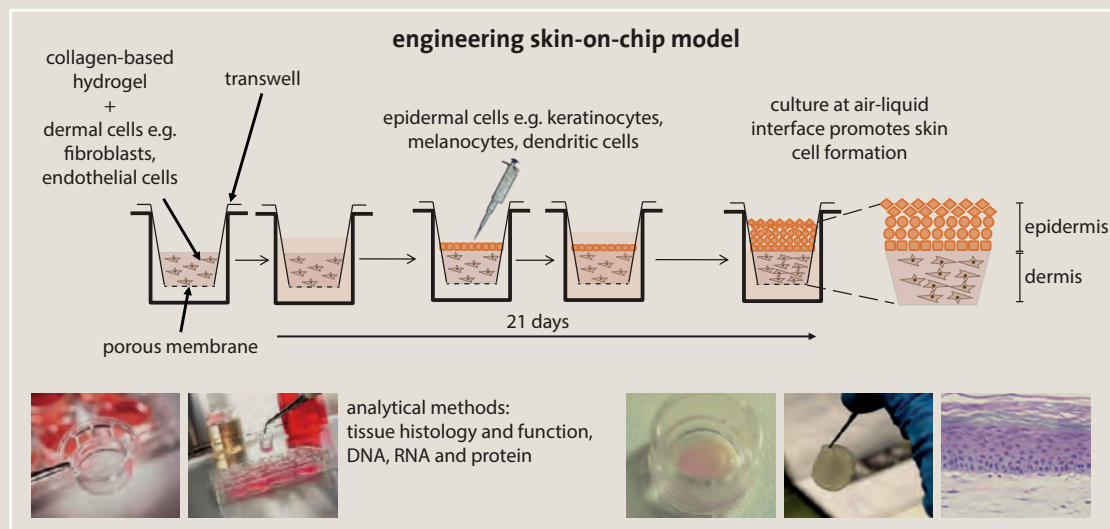 engineering skin-on-chip model
collagen-based
hydrogel
+
dermal cells e.g.
fibroblasts,
endothelial cells
transwell
epidermal cells e.g. keratinocytes,
melanocytes, dendritic cells
culture at air-liquid
interface promotes skin
cell formation
epidermis
dermis
21 days
porous membrane
analytical methods:
tissue histology and function,
DNA, RNA and protein